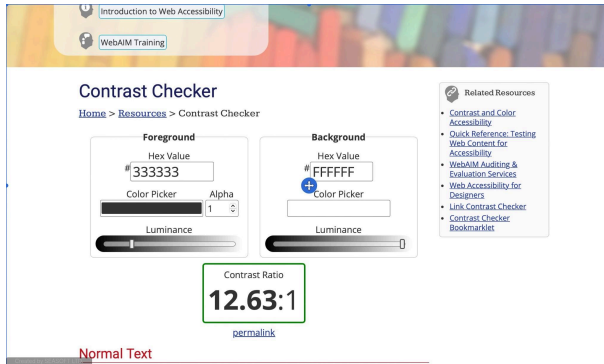 Introduction to Web Accessibility
WebAIM Training
Contrast Checker
Home > Resources > Contrast Checker
Foreground
Hex Value
# 333333
Color Picker Alpha
1
Luminance
Background
Hex Value
# FFFFFF
Color Picker
Luminance
Contrast Ratio
12.63:1
permalink
Normal Text
Related Resources
Contrast and Color
Accessibility
Quick Reference: Testing
Web Content for
Accessibility
WebAIM Auditing &
Evaluation Services
Web Accessibility for
Designers
Link Contrast Checker
Contrast Checker
Bookmarklet